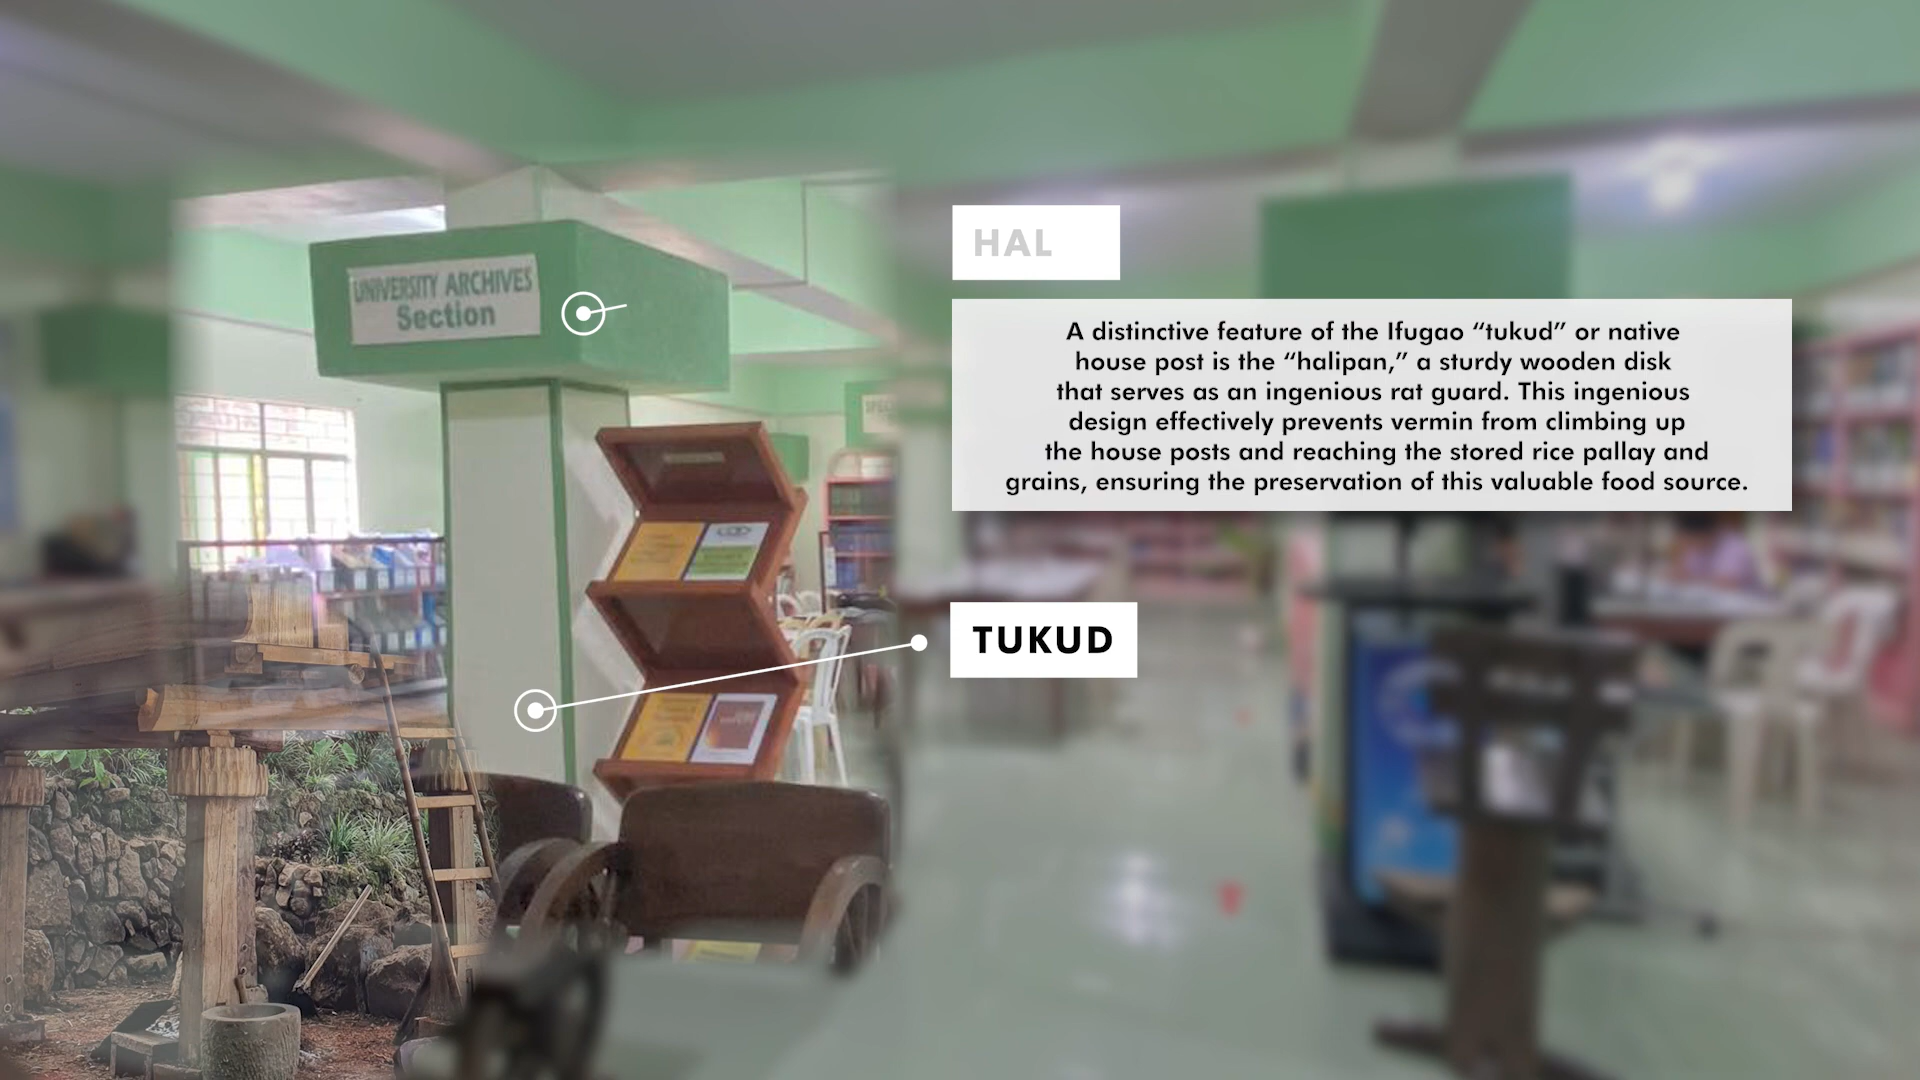 UNIVERSITY ARCHIVES
Section
HAL
A distinctive feature of the Ifugao “tukud” or native
house post is the “halipan,” a sturdy wooden disk
that serves as an ingenious rat guard. This ingenious
design effectively prevents vermin from climbing up
the house posts and reaching the stored rice pallay and
grains, ensuring the preservation of this valuable food source.
TUKUD